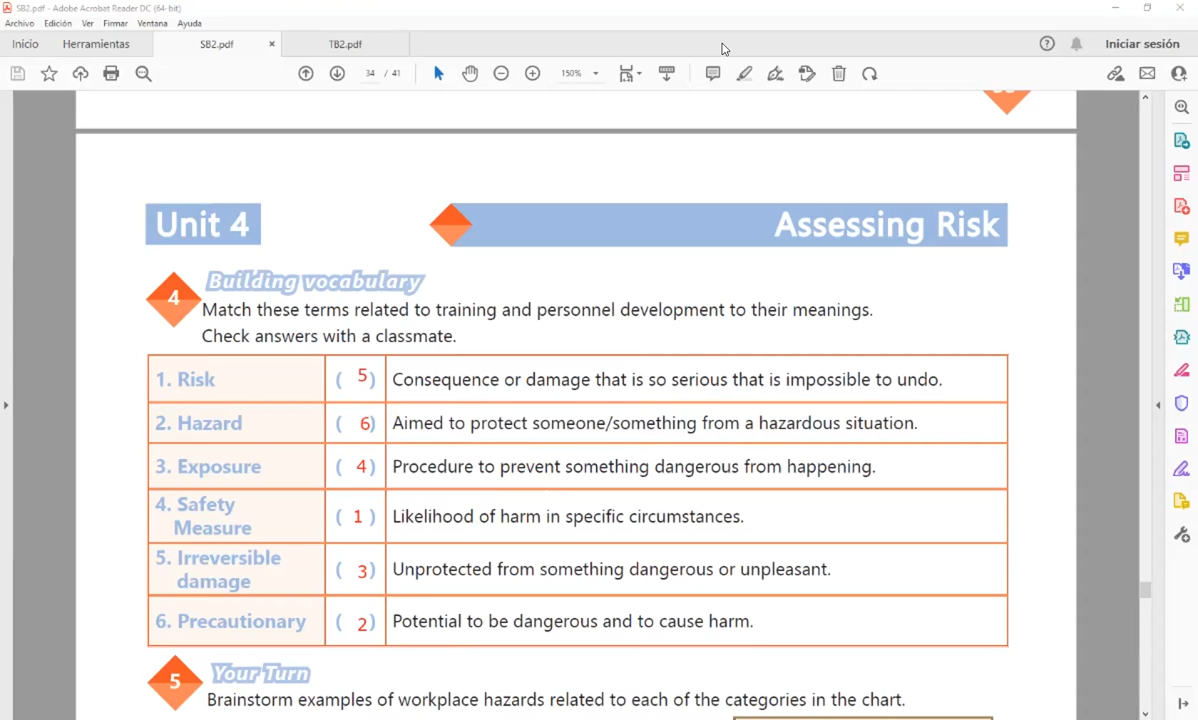 SB2.pdf - Adobe Acrobat Reader DC (64-bit)
Archivo Edición Ver Firmar Ventana Ayuda
Inicio Herramientas SB2.pdf × TB2.pdf Iniciar sesión
34 / 41 150%
Unit 4 Assessing Risk
4 Building vocabulary
Match these terms related to training and personnel development to their meanings.
Check answers with a classmate.
1. Risk ( 5 ) Consequence or damage that is so serious that is impossible to undo.
2. Hazard ( 6 ) Aimed to protect someone/something from a hazardous situation.
3. Exposure ( 4 ) Procedure to prevent something dangerous from happening.
4. Safety
Measure ( 1 ) Likelihood of harm in specific circumstances.
5. Irreversible
damage ( 3 ) Unprotected from something dangerous or unpleasant.
6. Precautionary ( 2 ) Potential to be dangerous and to cause harm.
5 Your Turn
Brainstorm examples of workplace hazards related to each of the categories in the chart.